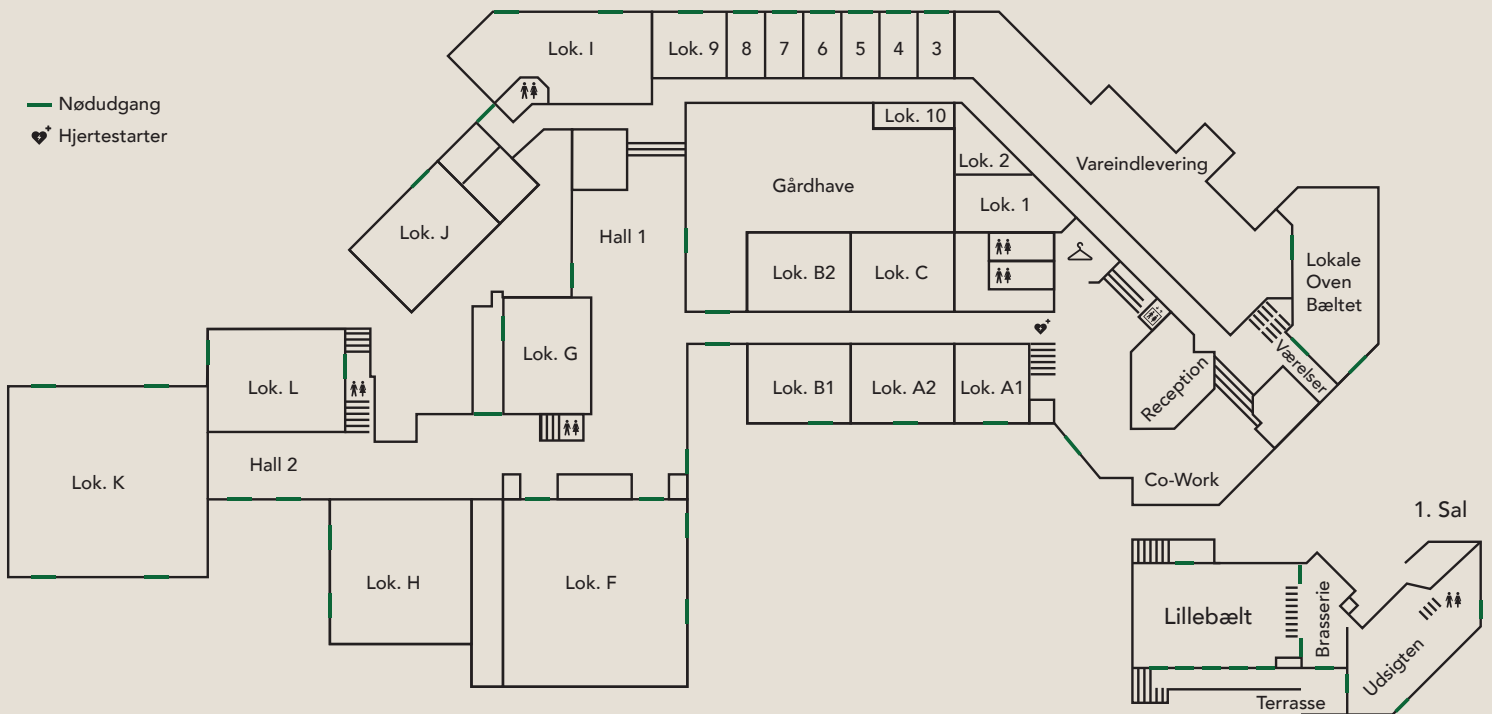 Nødudgang
Hjertestarter
Lok. I
Lok. 9
8
7
6
5
4
3
Lok. 10
Lok. 2
Vareindlevering
Gårdhave
Lok. 1
Lok. J
Hall 1
Lok. B2
Lok. C
Lokale
Oven
Bæltet
Lok. G
Værelser
Lok. L
Lok. B1
Lok. A2
Lok. A1
Reception
Hall 2
Lok. K
Co-Work
1. Sal
Lok. H
Lok. F
Lillebælt
Brasserie
Udsigten
Terrasse